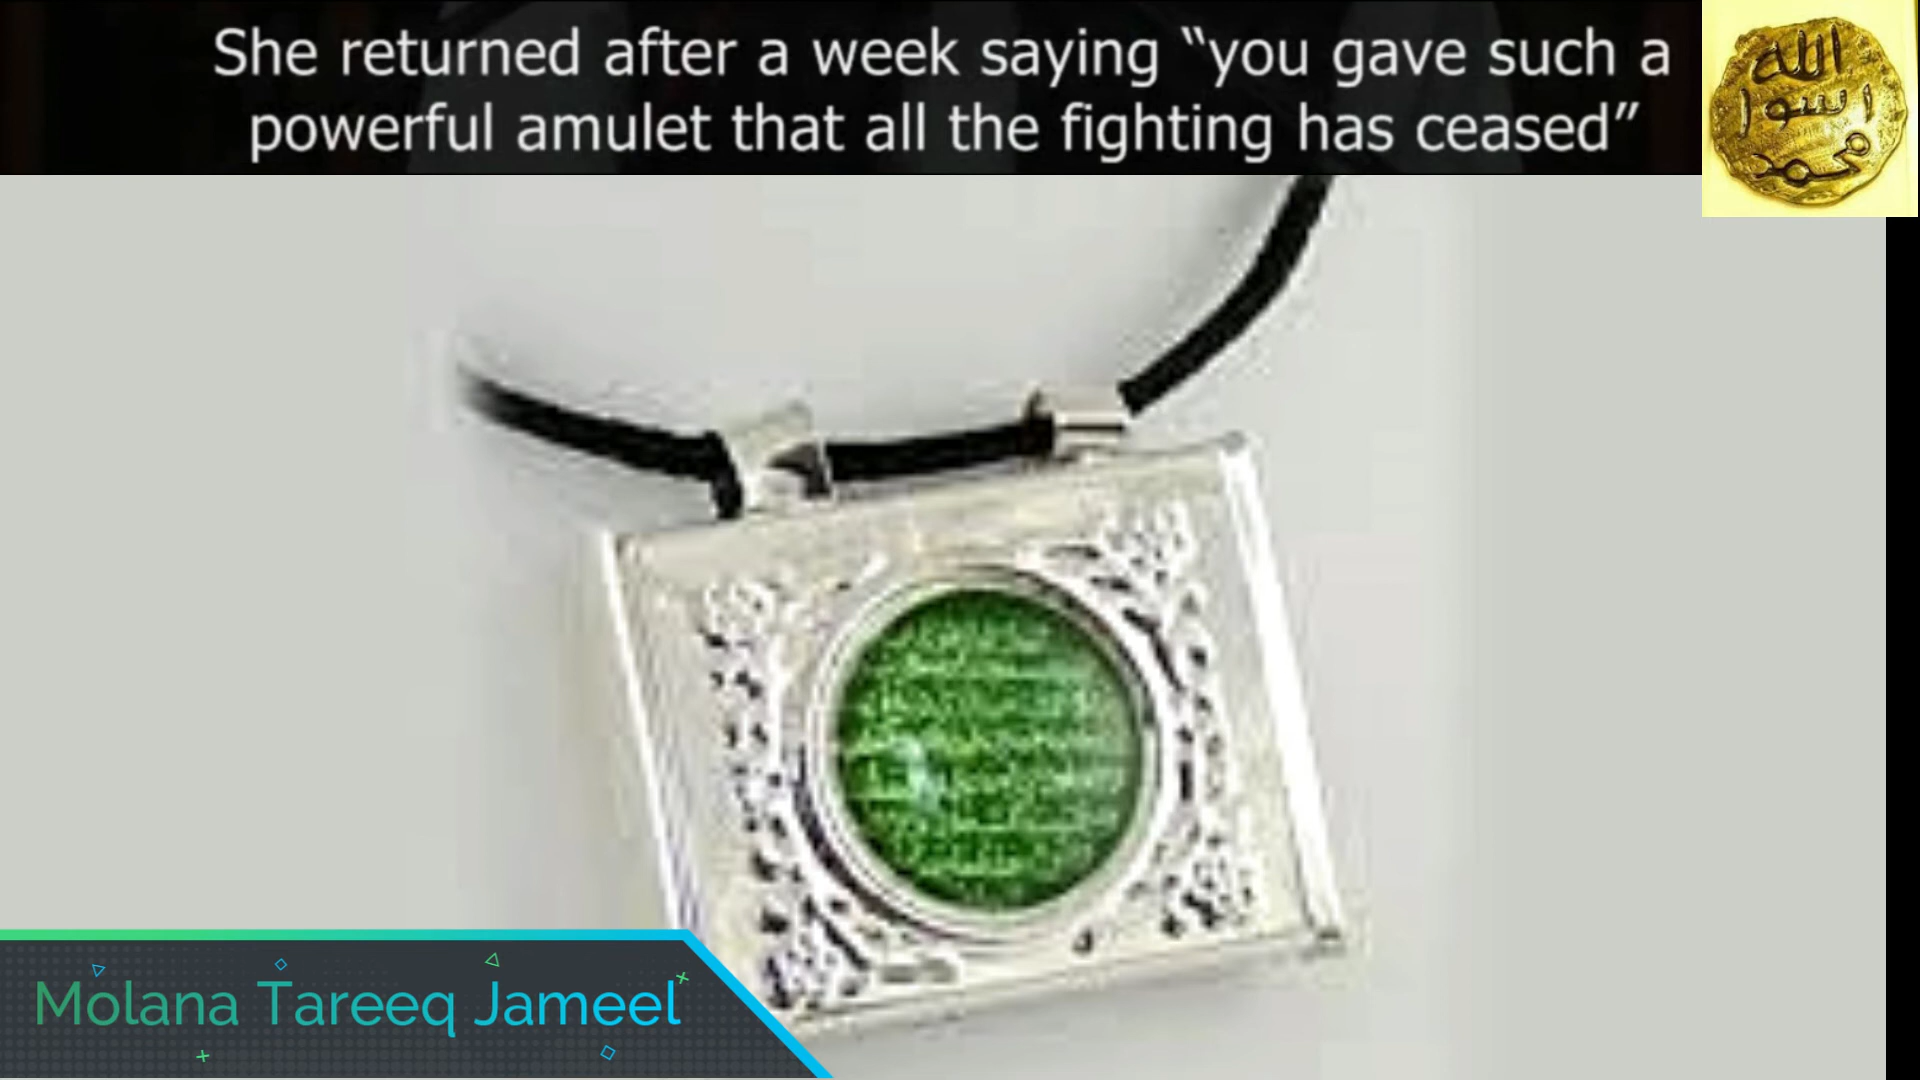 She returned after a week saying “you gave such a
powerful amulet that all the fighting has ceased”
الله
رسول
محمد
Molana Tareeq Jameel